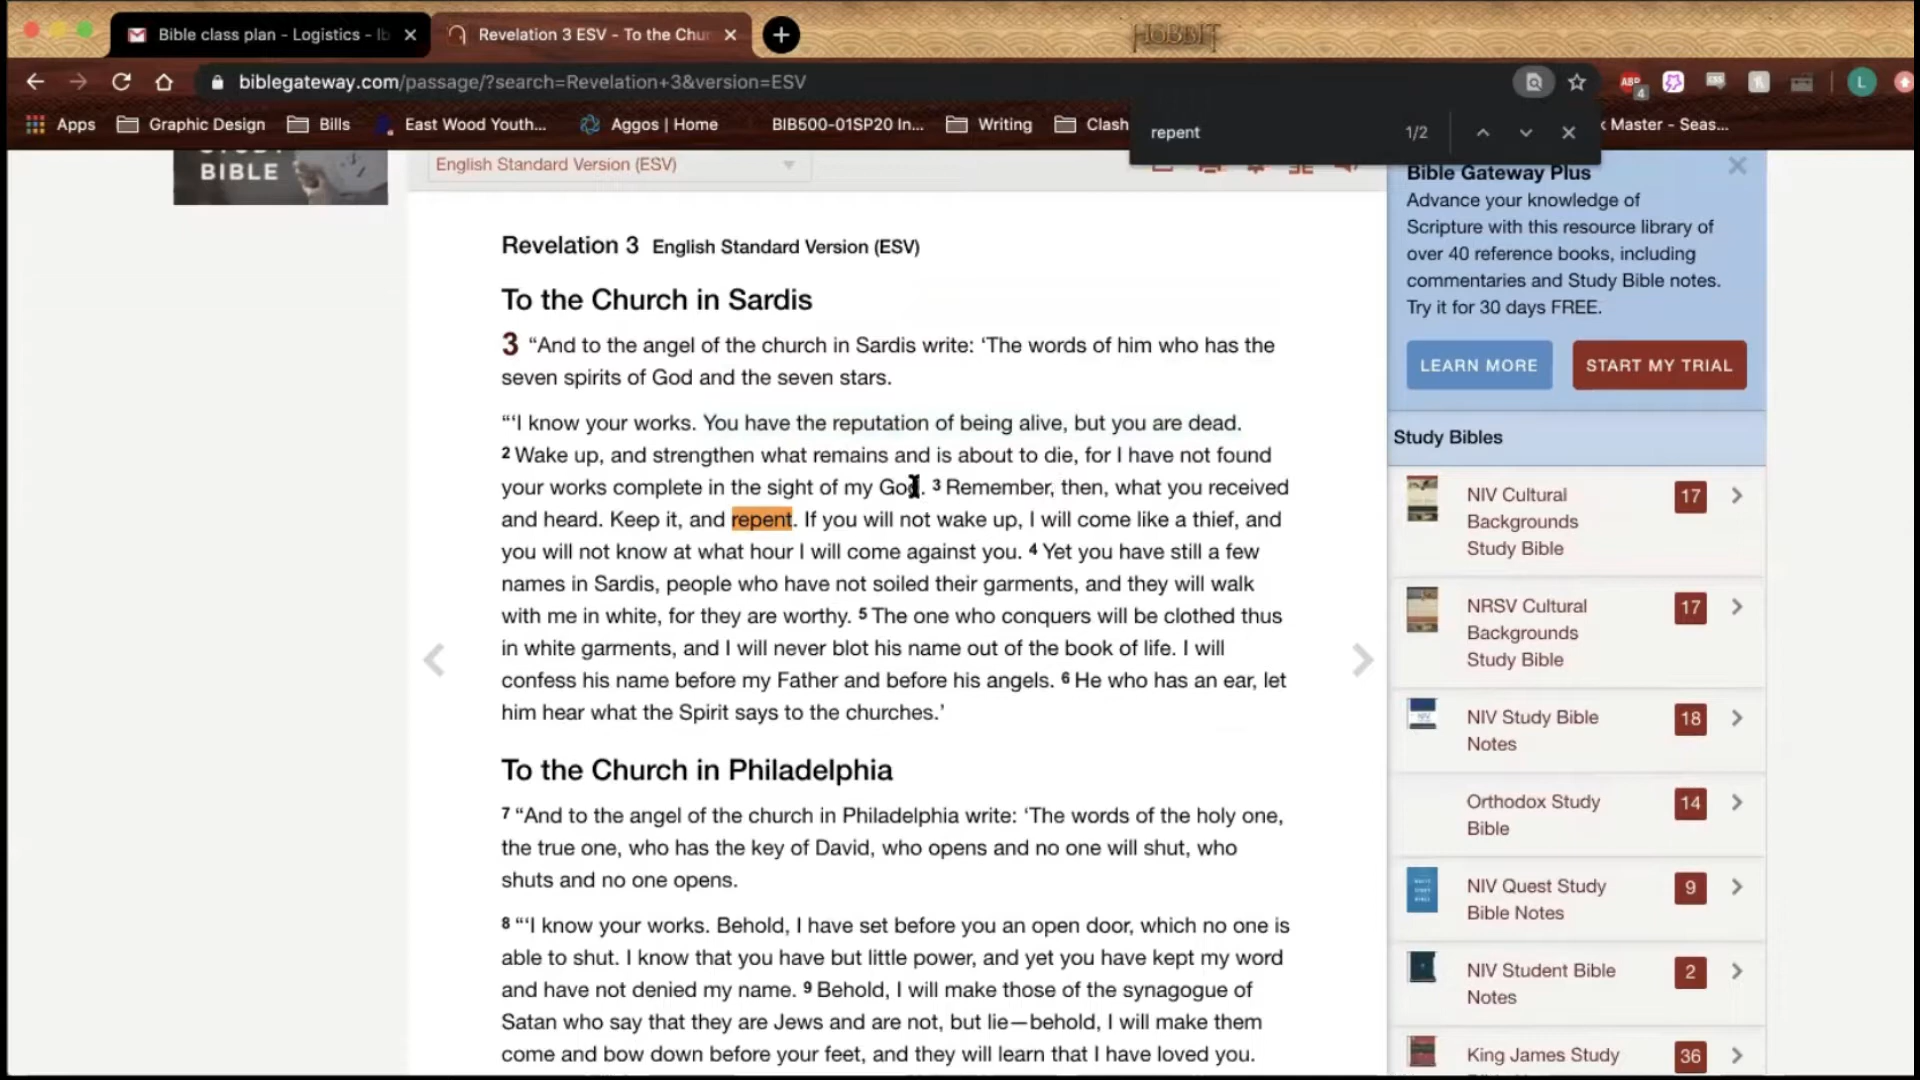 Bible class plan - Logistics - lb
Revelation 3 ESV - To the Chur
HOBBIT
biblegateway.com/passage/?search=Revelation+3&version=ESV
ABP
4
CSS
L
Apps
Graphic Design
Bills
East Wood Youth...
Aggos | Home
BIB500-01SP20 In...
Writing
Clash
repent
1/2
k Master - Seas...
BIBLE
English Standard Version (ESV)
Revelation 3 English Standard Version (ESV)
To the Church in Sardis
3 “And to the angel of the church in Sardis write: ‘The words of him who has the
seven spirits of God and the seven stars.
“‘I know your works. You have the reputation of being alive, but you are dead.
2 Wake up, and strengthen what remains and is about to die, for I have not found
your works complete in the sight of my God. 3 Remember, then, what you received
and heard. Keep it, and repent. If you will not wake up, I will come like a thief, and
you will not know at what hour I will come against you. 4 Yet you have still a few
names in Sardis, people who have not soiled their garments, and they will walk
with me in white, for they are worthy. 5 The one who conquers will be clothed thus
in white garments, and I will never blot his name out of the book of life. I will
confess his name before my Father and before his angels. 6 He who has an ear, let
him hear what the Spirit says to the churches.’
To the Church in Philadelphia
7 “And to the angel of the church in Philadelphia write: ‘The words of the holy one,
the true one, who has the key of David, who opens and no one will shut, who
shuts and no one opens.
8 “‘I know your works. Behold, I have set before you an open door, which no one is
able to shut. I know that you have but little power, and yet you have kept my word
and have not denied my name. 9 Behold, I will make those of the synagogue of
Satan who say that they are Jews and are not, but lie—behold, I will make them
come and bow down before your feet, and they will learn that I have loved you.
Bible Gateway Plus
Advance your knowledge of
Scripture with this resource library of
over 40 reference books, including
commentaries and Study Bible notes.
Try it for 30 days FREE.
LEARN MORE
START MY TRIAL
Study Bibles
NIV Cultural
Backgrounds
Study Bible
17
NRSV Cultural
Backgrounds
Study Bible
17
NIV Study Bible
Notes
18
Orthodox Study
Bible
14
NIV Quest Study
Bible Notes
9
NIV Student Bible
Notes
2
King James Study
36